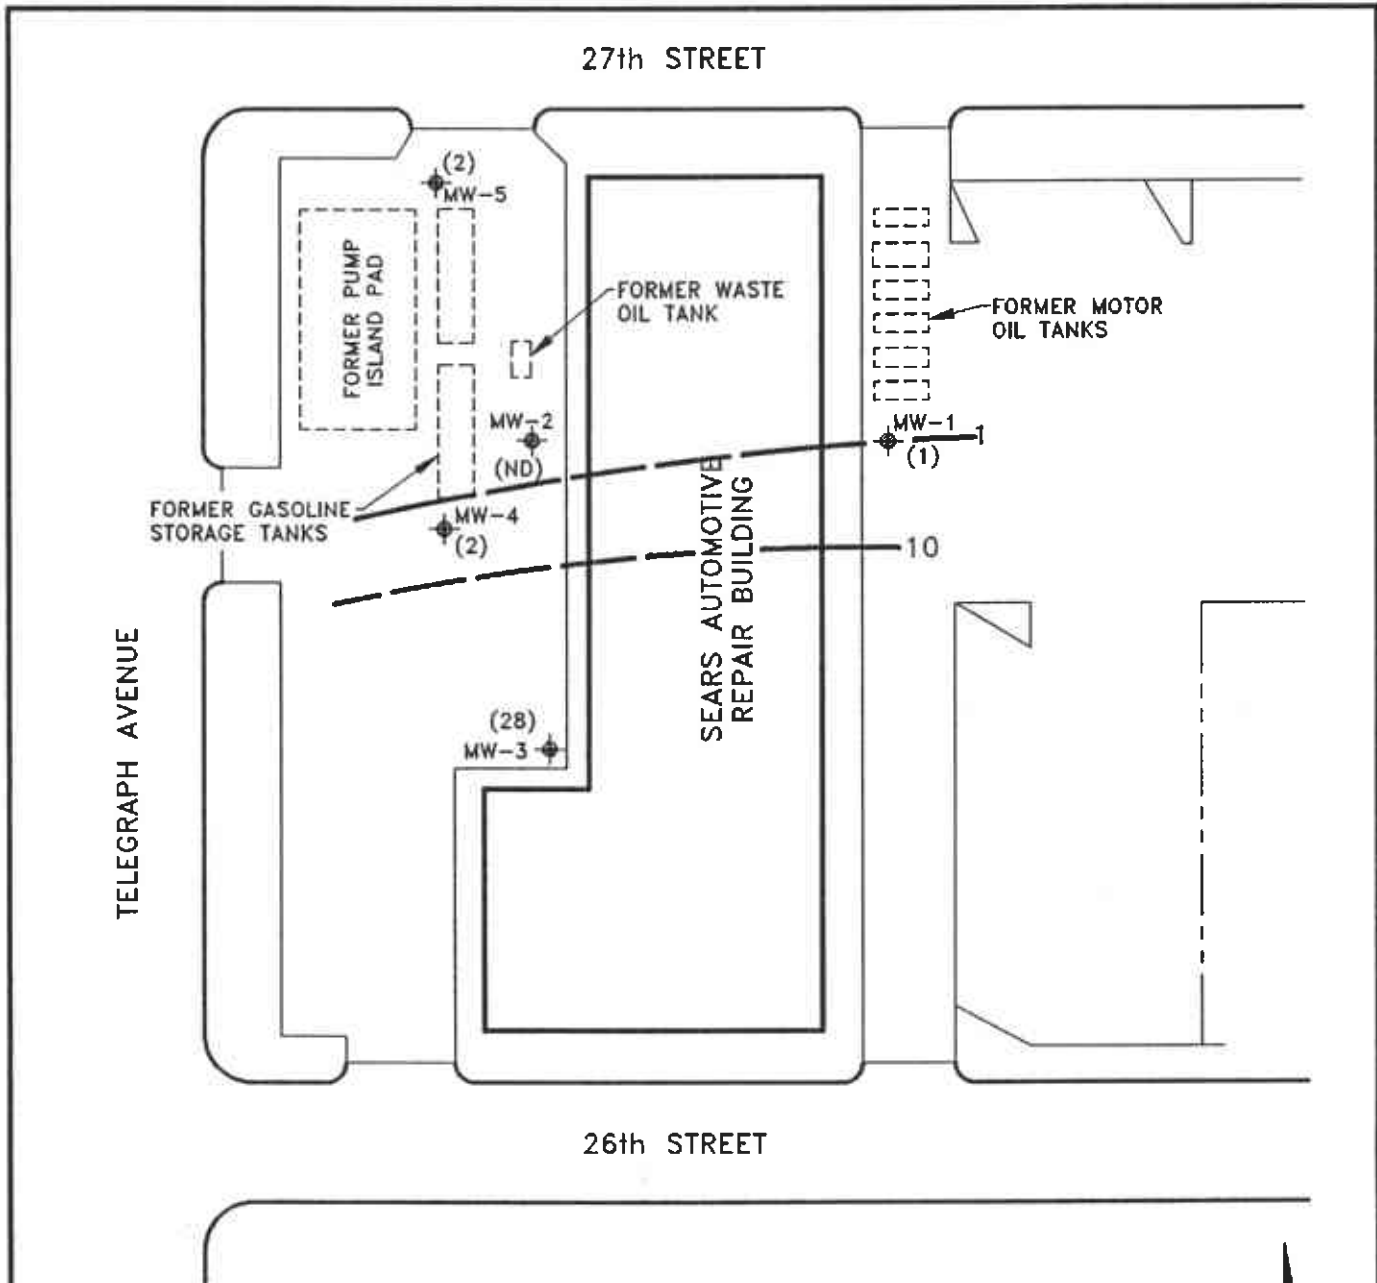 27th STREET
(2)
MW-5
FORMER PUMP
ISLAND PAD
FORMER WASTE
OIL TANK
FORMER MOTOR
OIL TANKS
MW-2
(ND)
MW-1
1
(1)
FORMER GASOLINE
STORAGE TANKS
MW-4
(2)
10
SEARS AUTOMOTIVE
REPAIR BUILDING
TELEGRAPH AVENUE
(28)
MW-3
26th STREET